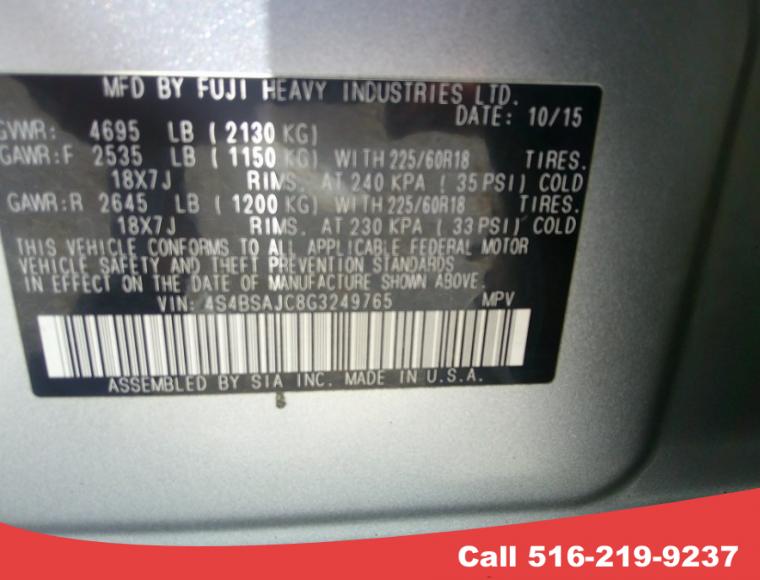 MFD BY FUJI HEAVY INDUSTRIES LTD.
DATE: 10/15
GVWR: 4695 LB ( 2130 KG)
GAWR:F 2535 LB ( 1150 KG) WITH 225/60R18 TIRES.
18X7J RIMS. AT 240 KPA ( 35 PSI) COLD
GAWR:R 2645 LB ( 1200 KG) WITH 225/60R18 TIRES.
18X7J RIMS. AT 230 KPA ( 33 PSI) COLD
THIS VEHICLE CONFORMS TO ALL APPLICABLE FEDERAL MOTOR
VEHICLE SAFETY AND THEFT PREVENTION STANDARDS
IN EFFECT ON THE DATE OF MANUFACTURE SHOWN ABOVE.
VIN: 4S4BSAJC8G3249765 MPV
ASSEMBLED BY SIA INC. MADE IN U.S.A.
Call 516-219-9237